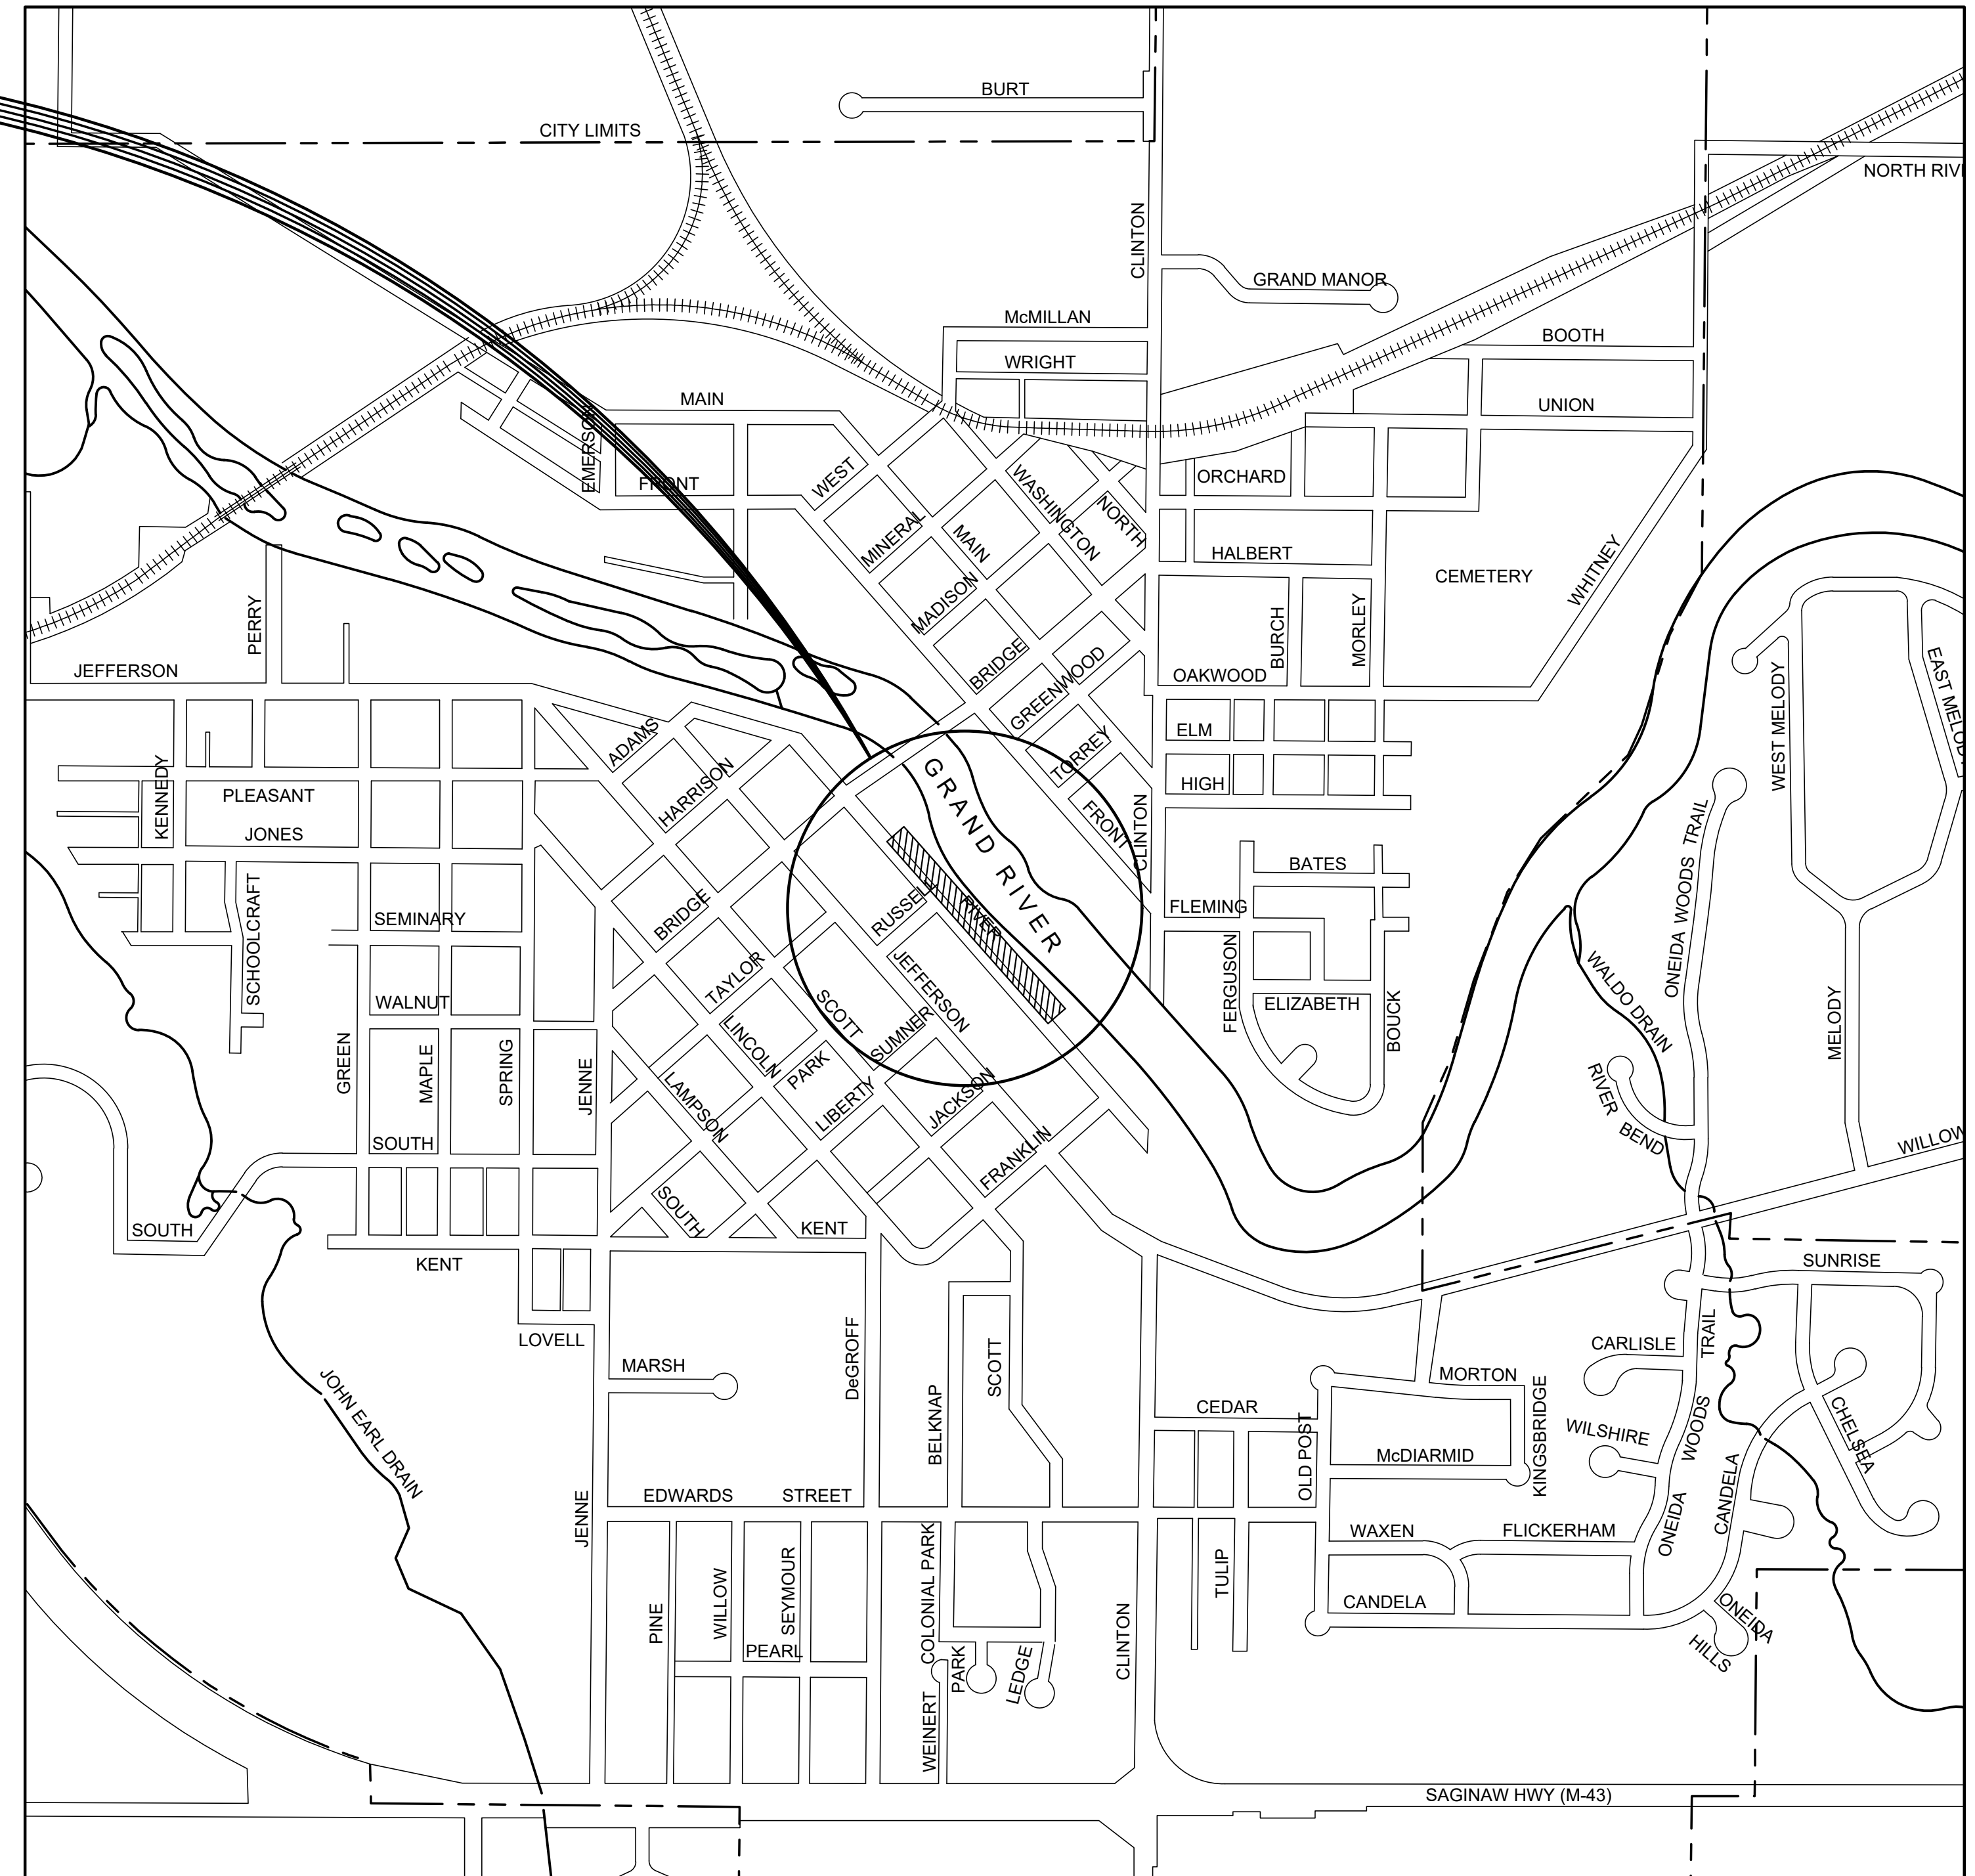 BURT
CITY LIMITS
NORTH RIV
CLINTON
GRAND MANOR
McMILLAN
BOOTH
WRIGHT
MAIN
UNION
EMERSON
FRONT
WEST
WASHINGTON
NORTH
ORCHARD
MINERAL
MAIN
HALBERT
CEMETERY
WHITNEY
MADISON
PERRY
BURCH
MORLEY
JEFFERSON
BRIDGE
GREENWOOD
OAKWOOD
WEST MELODY
EAST MELOD
ADAMS
ELM
TORREY
HARRISON
HIGH
KENNEDY
PLEASANT
JONES
GRAND RIVER
FRONT
CLINTON
ONEIDA WOODS TRAIL
BATES
SCHOOLCRAFT
SEMINARY
BRIDGE
RUSSELL
RIVER
FLEMING
TAYLOR
JEFFERSON
FERGUSON
WALDO DRAIN
WALNUT
SCOTT
ELIZABETH
BOUCK
MELODY
GREEN
MAPLE
SPRING
JENNE
LINCOLN
PARK
SUMNER
LAMPSON
LIBERTY
JACKSON
RIVER
BEND
SOUTH
FRANKLIN
WILLOW
SOUTH
SOUTH
KENT
KENT
SUNRISE
LOVELL
MARSH
DeGROFF
BELKNAP
SCOTT
CARLISLE
TRAIL
JOHN EARL DRAIN
MORTON
CEDAR
OLD POST
McDIARMID
KINGSBRIDGE
WILSHIRE
WOODS
CHELSEA
EDWARDS STREET
JENNE
WAXEN
FLICKERHAM
ONEIDA
CANDELA
PINE
WILLOW
SEYMOUR
PEARL
COLONIAL PARK
PARK
LEDGE
WEINERT
CLINTON
TULIP
CANDELA
ONEIDA
HILLS
SAGINAW HWY (M-43)